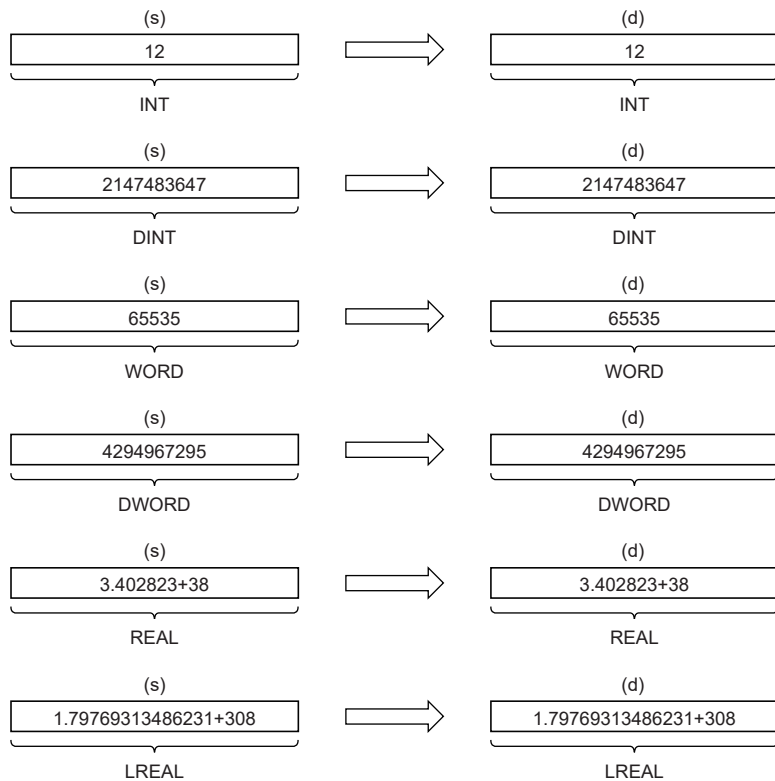 (s) (d)
12 12
INT INT
(s) (d)
2147483647 2147483647
DINT DINT
(s) (d)
65535 65535
WORD WORD
(s) (d)
4294967295 4294967295
DWORD DWORD
(s) (d)
3.402823+38 3.402823+38
REAL REAL
(s) (d)
1.79769313486231+308 1.79769313486231+308
LREAL LREAL